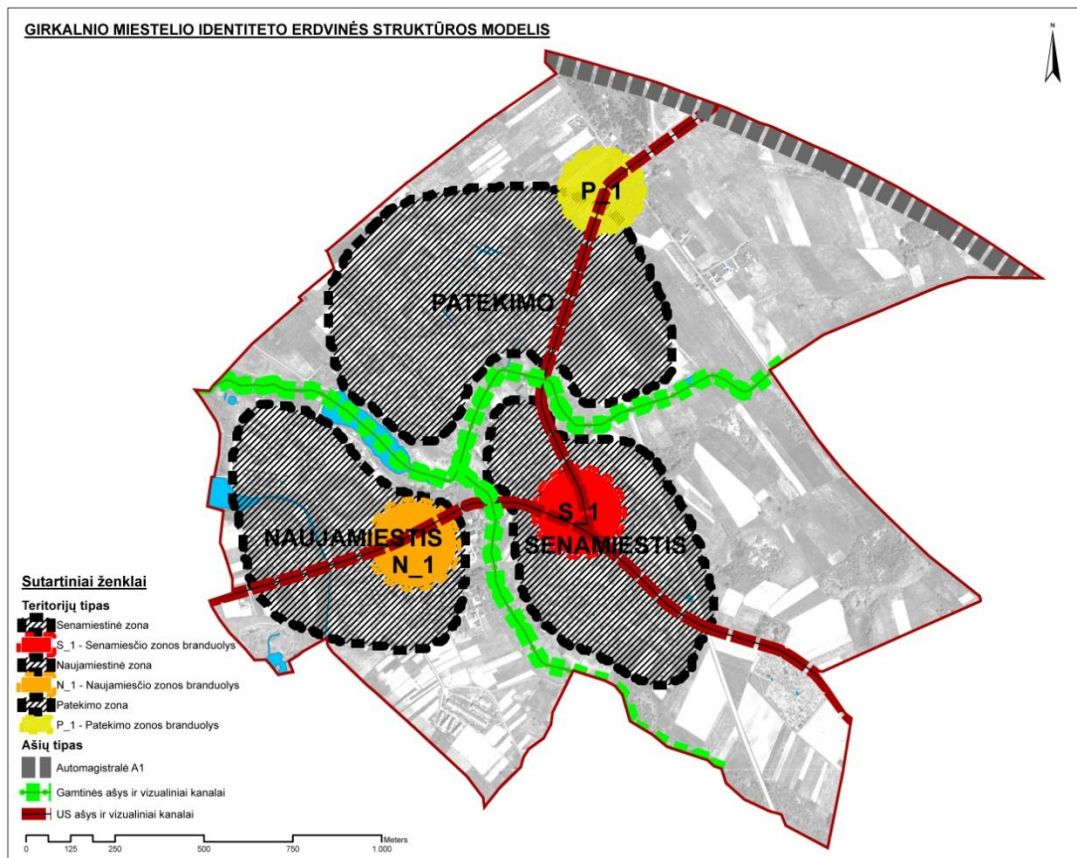 GIRKALNIO MIESTELIO IDENTITETO ERDVINĖS STRUKTŪROS MODELIS
N
P_1
PATEKIMO
S_1
NAUJAMIESTIS
SENAMIESTIS
N_1
Sutartiniai ženklai
Teritorijų tipas
Senamiestinė zona
S_1 - Senamiesčio zonos branduolys
Naujamiestinė zona
N_1 - Naujamiesčio zonos branduolys
Patekimo zona
P_1 - Patekimo zonos branduolys
Ašių tipas
Automagistralė A1
Gamtinės ašys ir vizualiniai kanalai
US ašys ir vizualiniai kanalai
Meters
0 125 250 500 750 1.000